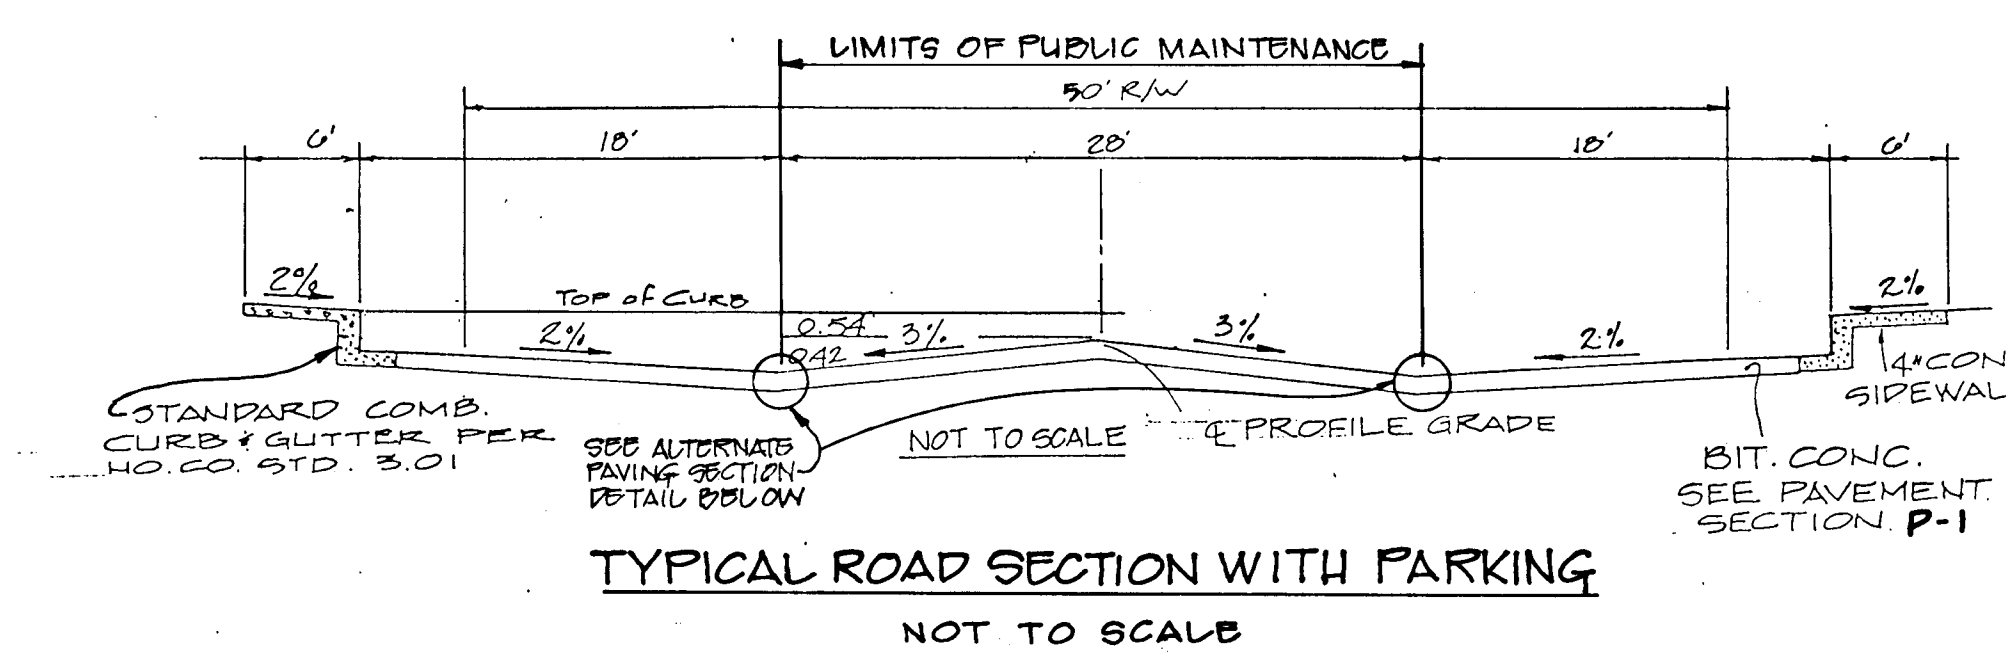 LIMITS OF PUBLIC MAINTENANCE
50' R/W
6' 18' 28' 18' 6'
2%
TOP OF CURB
2%
0.54
0.42
3%
3%
2%
2%
4" CON
SIDEWAL
STANDARD COMB.
CURB & GUTTER PER
HO. CO. STD. 3.01
SEE ALTERNATE
PAVING SECTION
DETAIL BELOW
NOT TO SCALE
℄ PROFILE GRADE
BIT. CONC.
SEE PAVEMENT
SECTION P-1
TYPICAL ROAD SECTION WITH PARKING
NOT TO SCALE